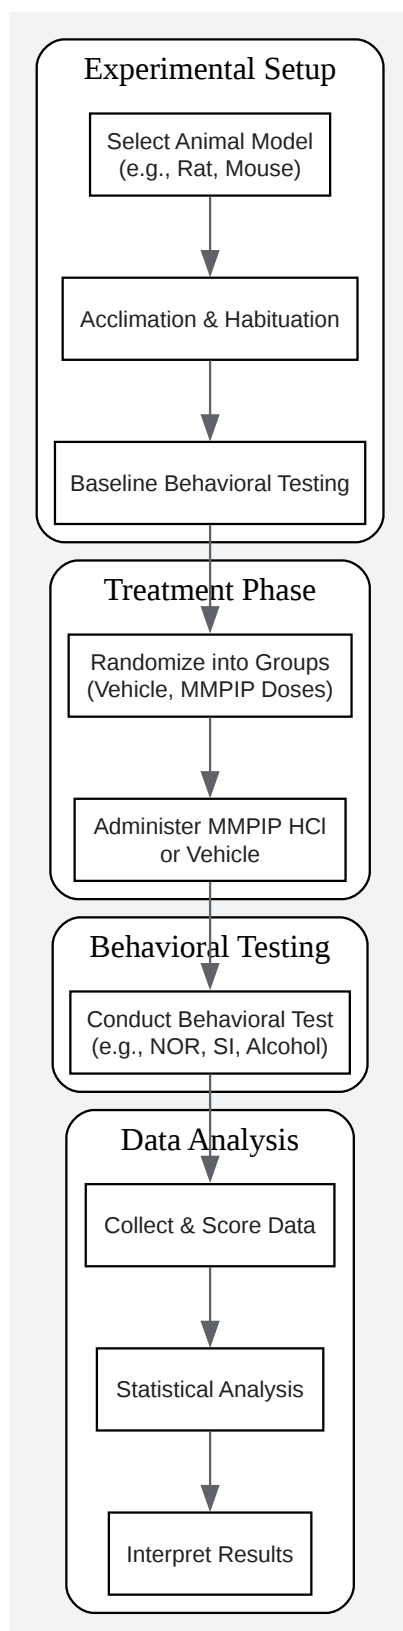 Experimental Setup
Select Animal Model
(e.g., Rat, Mouse)
Acclimation & Habituation
Baseline Behavioral Testing
Treatment Phase
Randomize into Groups
(Vehicle, MMPIP Doses)
Administer MMPIP HCl
or Vehicle
Behavioral Testing
Conduct Behavioral Test
(e.g., NOR, SI, Alcohol)
Data Analysis
Collect & Score Data
Statistical Analysis
Interpret Results